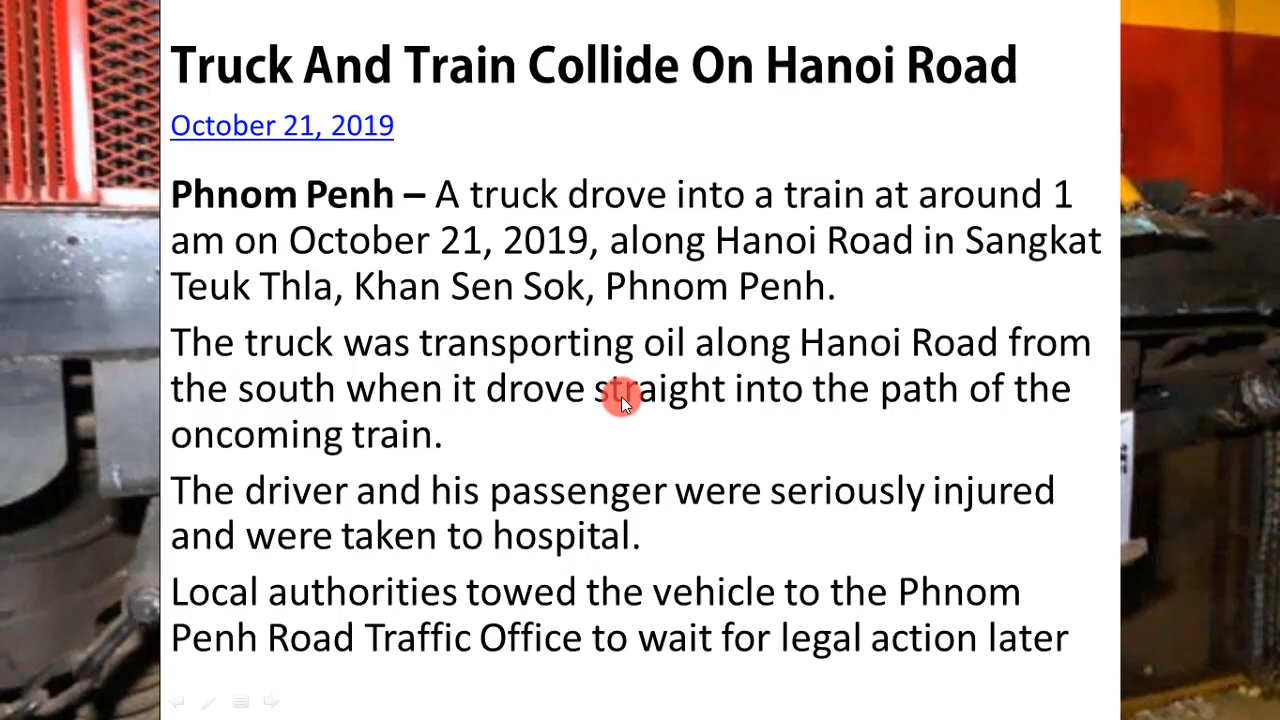 Truck And Train Collide On Hanoi Road
October 21, 2019
Phnom Penh – A truck drove into a train at around 1
am on October 21, 2019, along Hanoi Road in Sangkat
Teuk Thla, Khan Sen Sok, Phnom Penh.
The truck was transporting oil along Hanoi Road from
the south when it drove straight into the path of the
oncoming train.
The driver and his passenger were seriously injured
and were taken to hospital.
Local authorities towed the vehicle to the Phnom
Penh Road Traffic Office to wait for legal action later